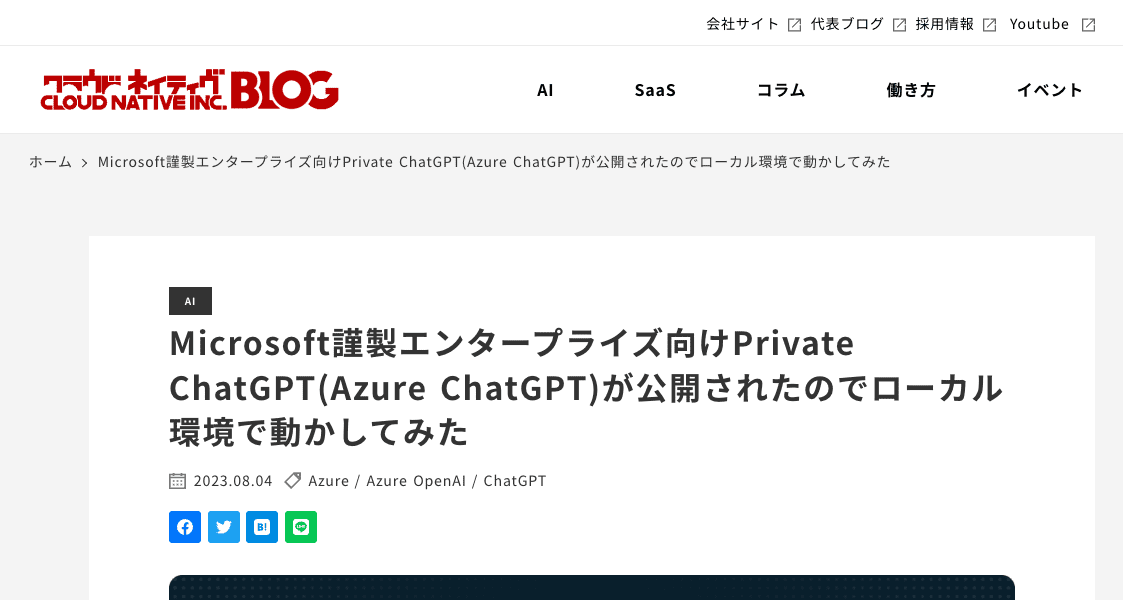 会社サイト 代表ブログ 採用情報 Youtube
クラウドネイティヴ
CLOUD NATIVE INC. BLOG
AI SaaS コラム 働き方 イベント
ホーム > Microsoft謹製エンタープライズ向けPrivate ChatGPT(Azure ChatGPT)が公開されたのでローカル環境で動かしてみた
AI
Microsoft謹製エンタープライズ向けPrivate
ChatGPT(Azure ChatGPT)が公開されたのでローカル
環境で動かしてみた
2023.08.04 Azure / Azure OpenAI / ChatGPT
B! LINE